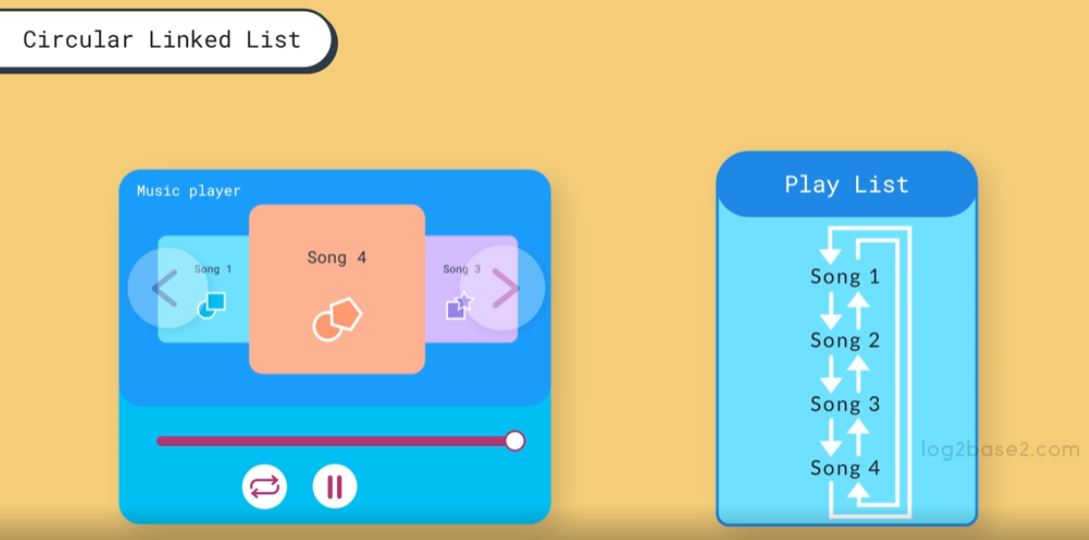 Circular Linked List
Music player
Song 1
Song 4
Song 3
Play List
Song 1
Song 2
Song 3
Song 4
log2base2.com